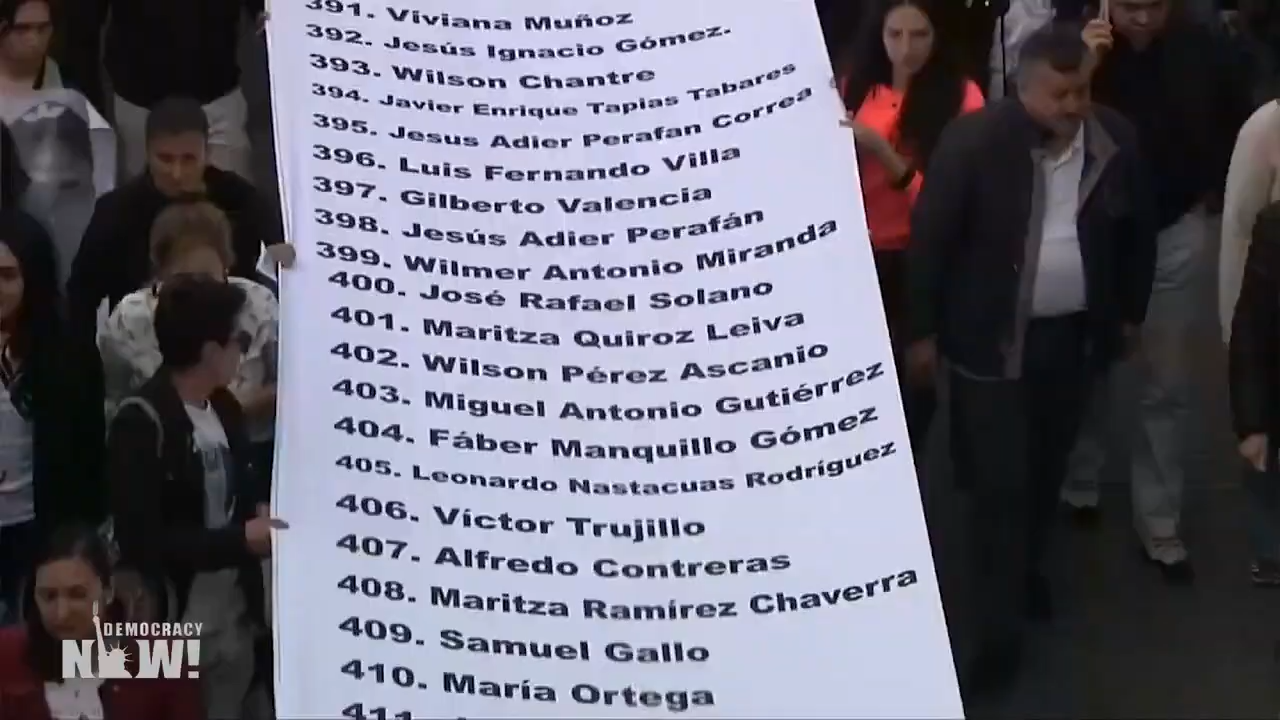 391. Viviana Muñoz
392. Jesús Ignacio Gómez.
393. Wilson Chantre
394. Javier Enrique Tapias Tabares
395. Jesus Adier Perafan Correa
396. Luis Fernando Villa
397. Gilberto Valencia
398. Jesús Adier Perafán
399. Wilmer Antonio Miranda
400. José Rafael Solano
401. Maritza Quiroz Leiva
402. Wilson Pérez Ascanio
403. Miguel Antonio Gutiérrez
404. Fáber Manquillo Gómez
405. Leonardo Nastacuas Rodríguez
406. Víctor Trujillo
407. Alfredo Contreras
408. Maritza Ramírez Chaverra
409. Samuel Gallo
410. María Ortega
411.
DEMOCRACY
NOW!